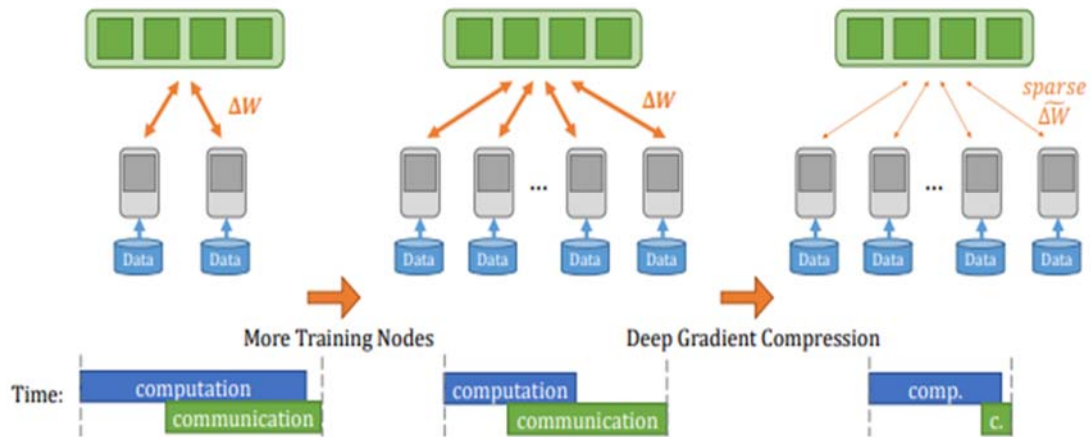 ΔW
ΔW
sparse
\widetilde{ΔW}
...
...
Data Data
Data Data Data Data
Data Data Data Data
More Training Nodes
Deep Gradient Compression
Time:
computation
communication
computation
communication
comp.
c.